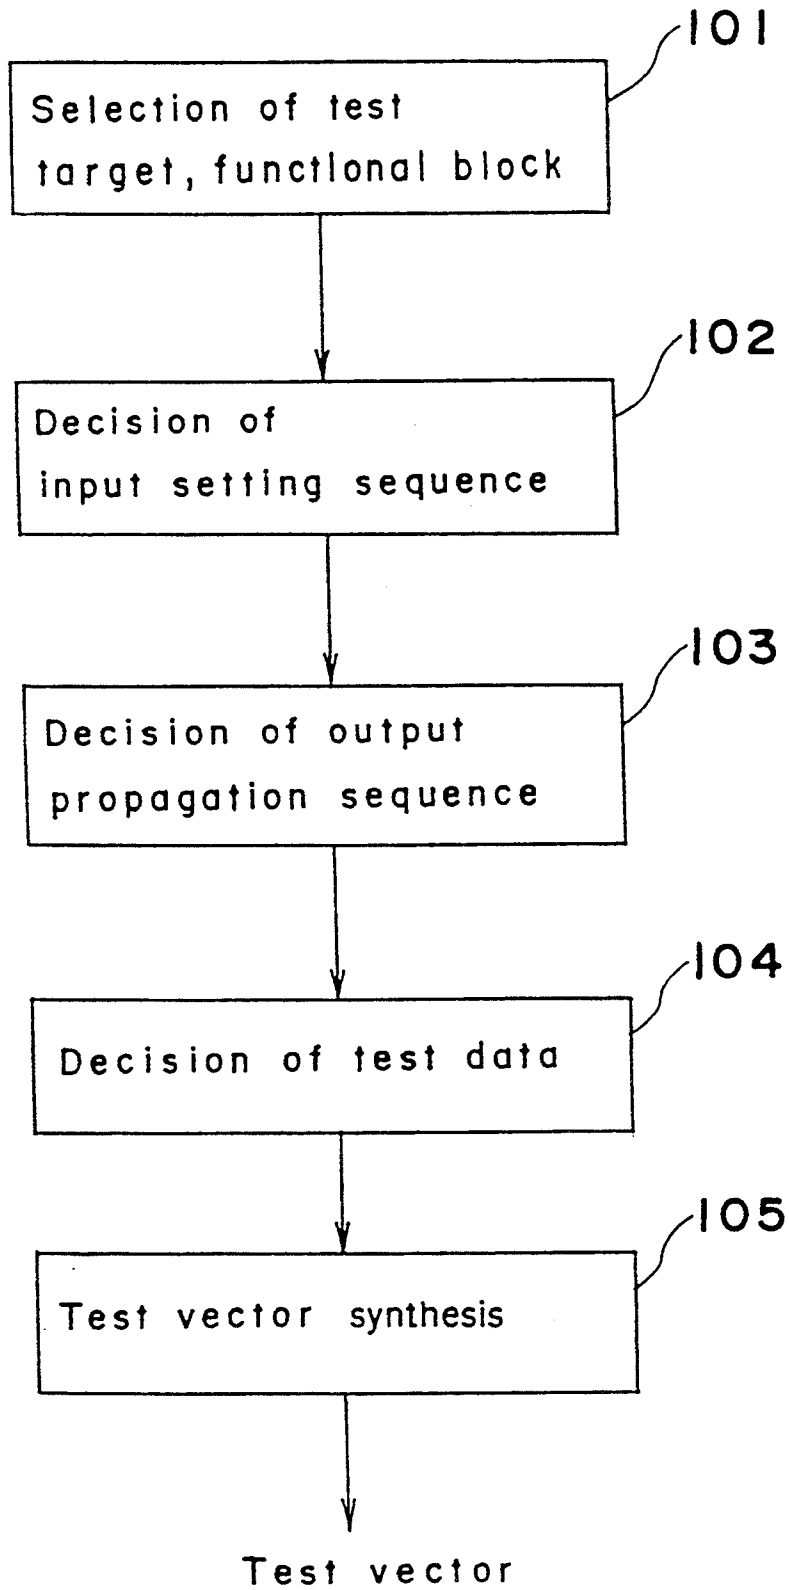 101
Selection of test
target, functional block
102
Decision of
input setting sequence
103
Decision of output
propagation sequence
104
Decision of test data
105
Test vector synthesis
Test vector